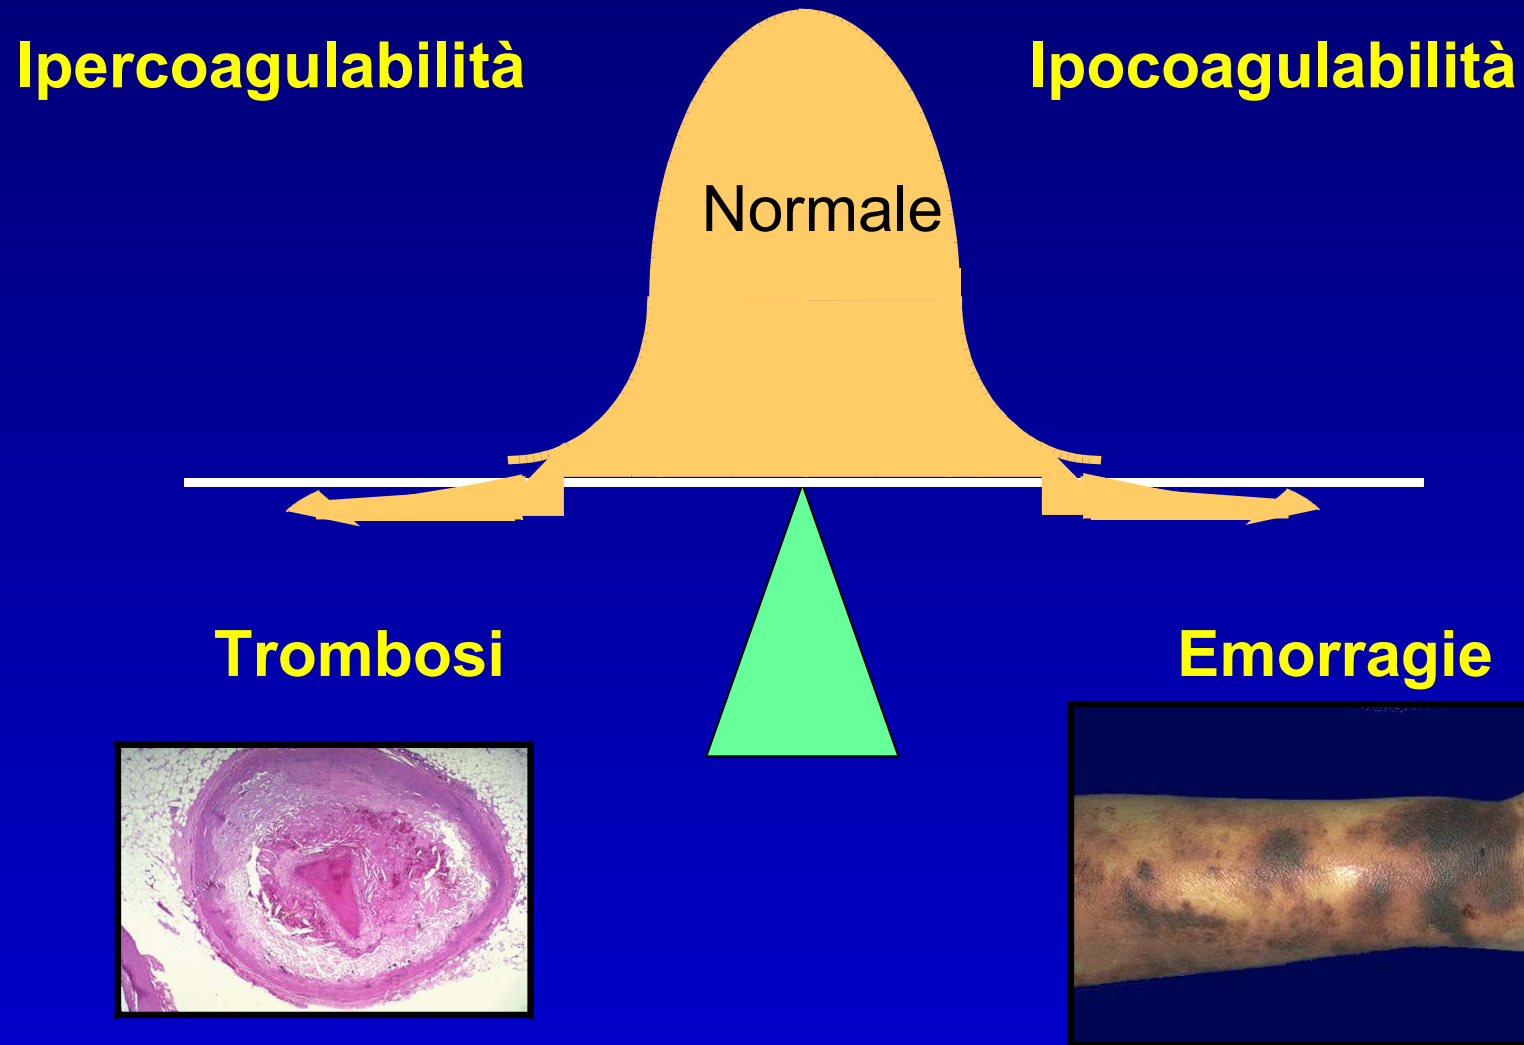 Ipercoagulabilità
Ipocoagulabilità
Normale
Trombosi
Emorragie